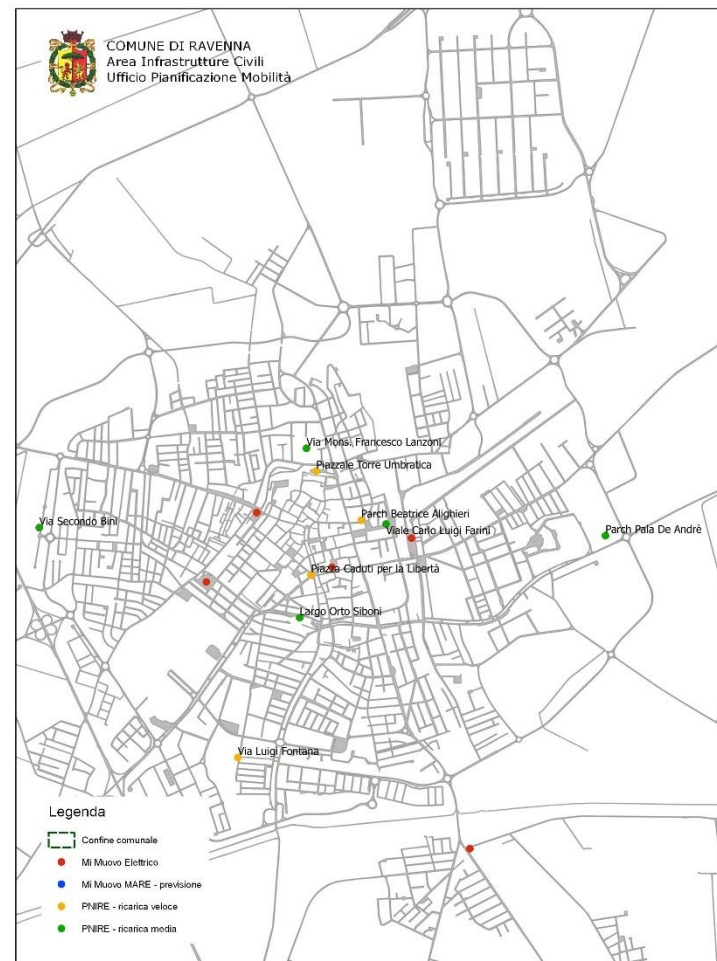 COMUNE DI RAVENNA
Area Infrastrutture Civili
Ufficio Pianificazione Mobilità
Via Mons. Francesco Lanzoni
Piazzale Torre Umbratica
Parch Beatrice Alighieri
Via Secondo Bini
Viale Carlo Luigi Farini
Parch Pala De Andrè
Piazza Caduti per la Libertà
Largo Orto Siboni
Via Luigi Fontana
Legenda
Confine comunale
Mi Muovo Elettrico
Mi Muovo MARE - previsione
PNIRE - ricarica veloce
PNIRE - ricarica media